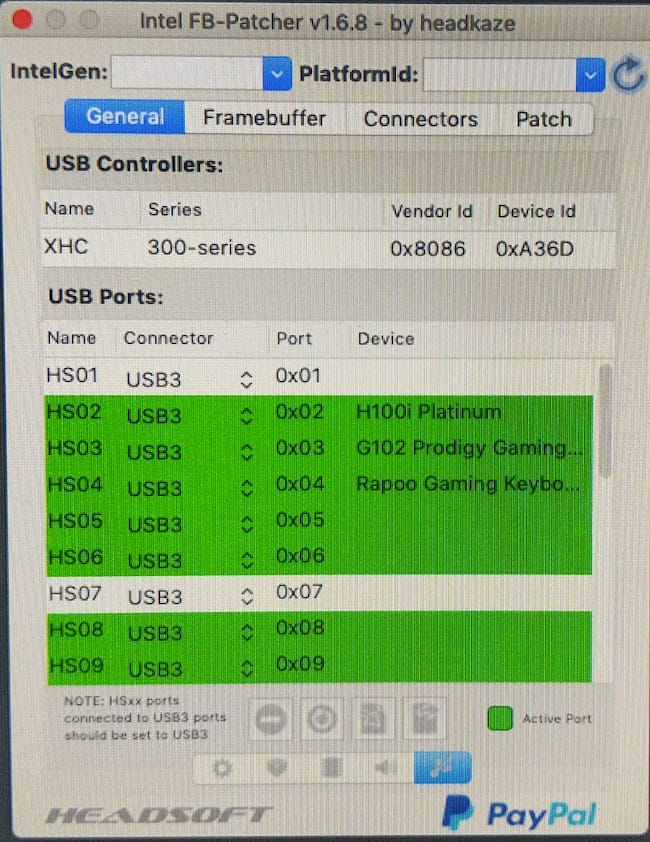 Intel FB-Patcher v1.6.8 - by headkaze
IntelGen: PlatformId:
General Framebuffer Connectors Patch
USB Controllers:
Name Series Vendor Id Device Id
XHC 300-series 0x8086 0xA36D
USB Ports:
Name Connector Port Device
HS01 USB3 0x01
HS02 USB3 0x02 H100i Platinum
HS03 USB3 0x03 G102 Prodigy Gaming...
HS04 USB3 0x04 Rapoo Gaming Keybo...
HS05 USB3 0x05
HS06 USB3 0x06
HS07 USB3 0x07
HS08 USB3 0x08
HS09 USB3 0x09
NOTE: HSxx ports
connected to USB3 ports
should be set to USB3
Active Port
HEADSOFT PayPal